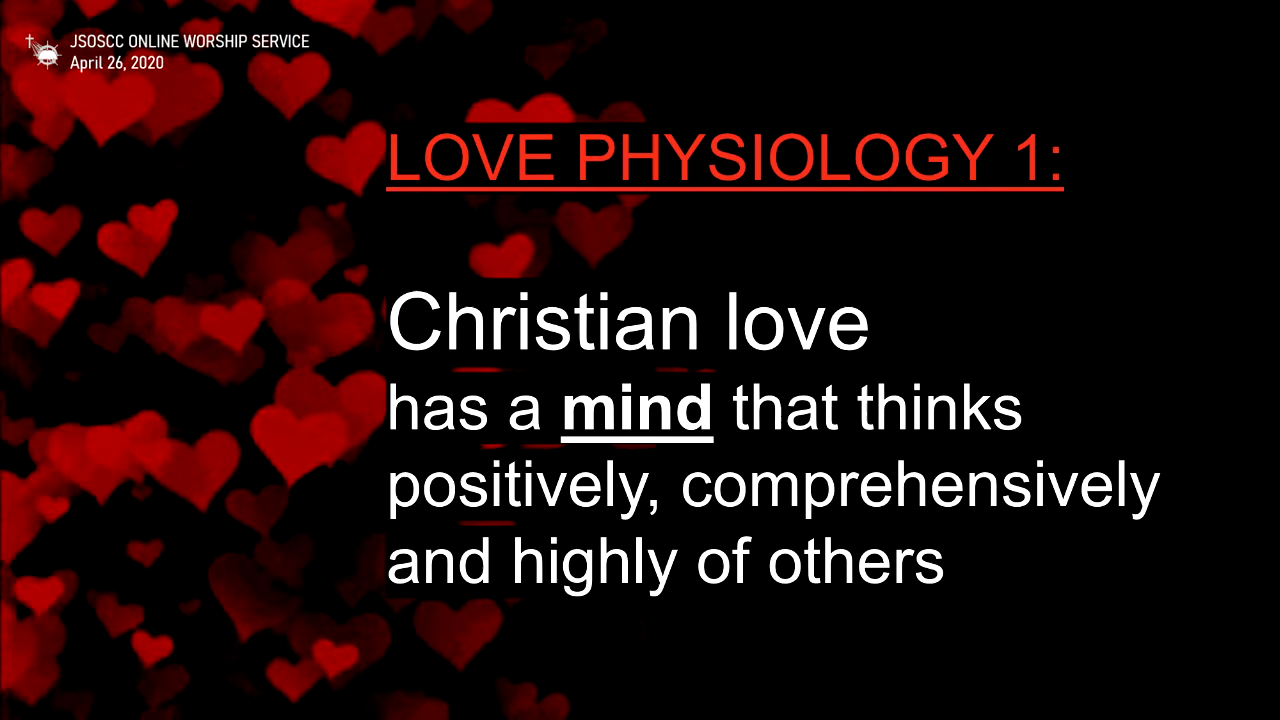 JSOSCC ONLINE WORSHIP SERVICE
April 26, 2020
LOVE PHYSIOLOGY 1:
Christian love
has a mind that thinks
positively, comprehensively
and highly of others